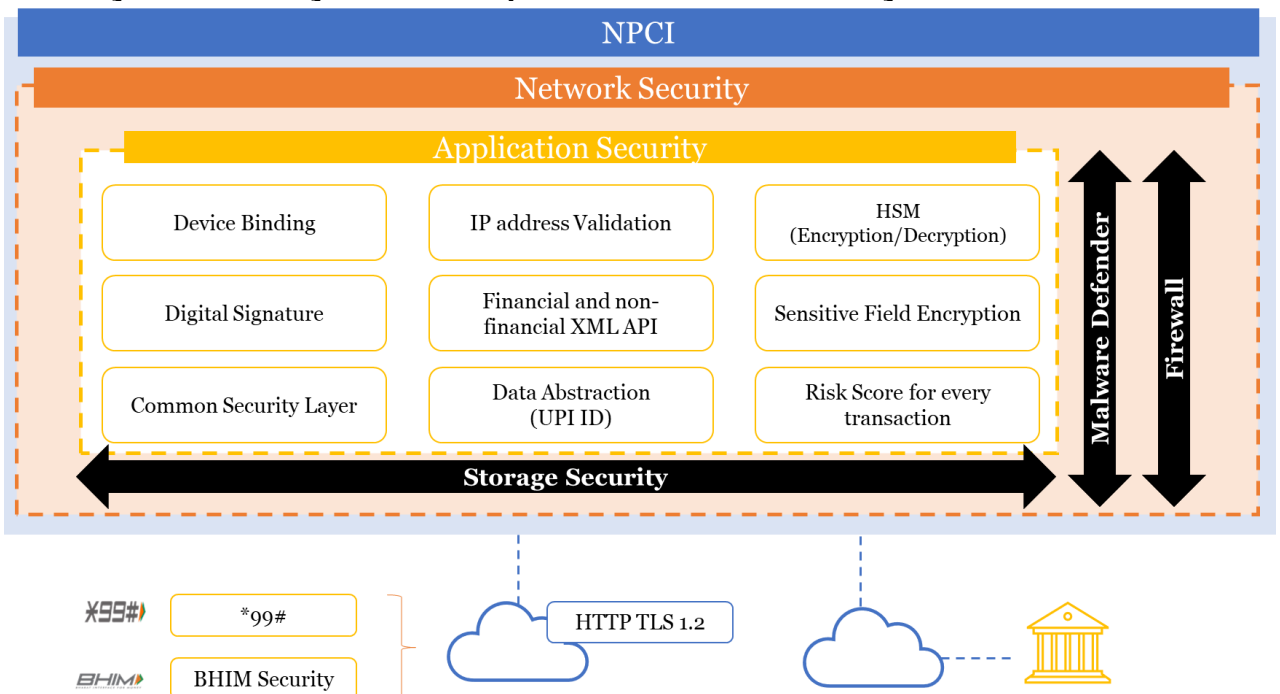 NPCI
Network Security
Application Security
Device Binding
IP address Validation
HSM
(Encryption/Decryption)
Digital Signature
Financial and non-
financial XML API
Sensitive Field Encryption
Common Security Layer
Data Abstraction
(UPI ID)
Risk Score for every
transaction
Malware Defender
Firewall
Storage Security
*99#
*99#
HTTP TLS 1.2
BHIM
BHIM Security